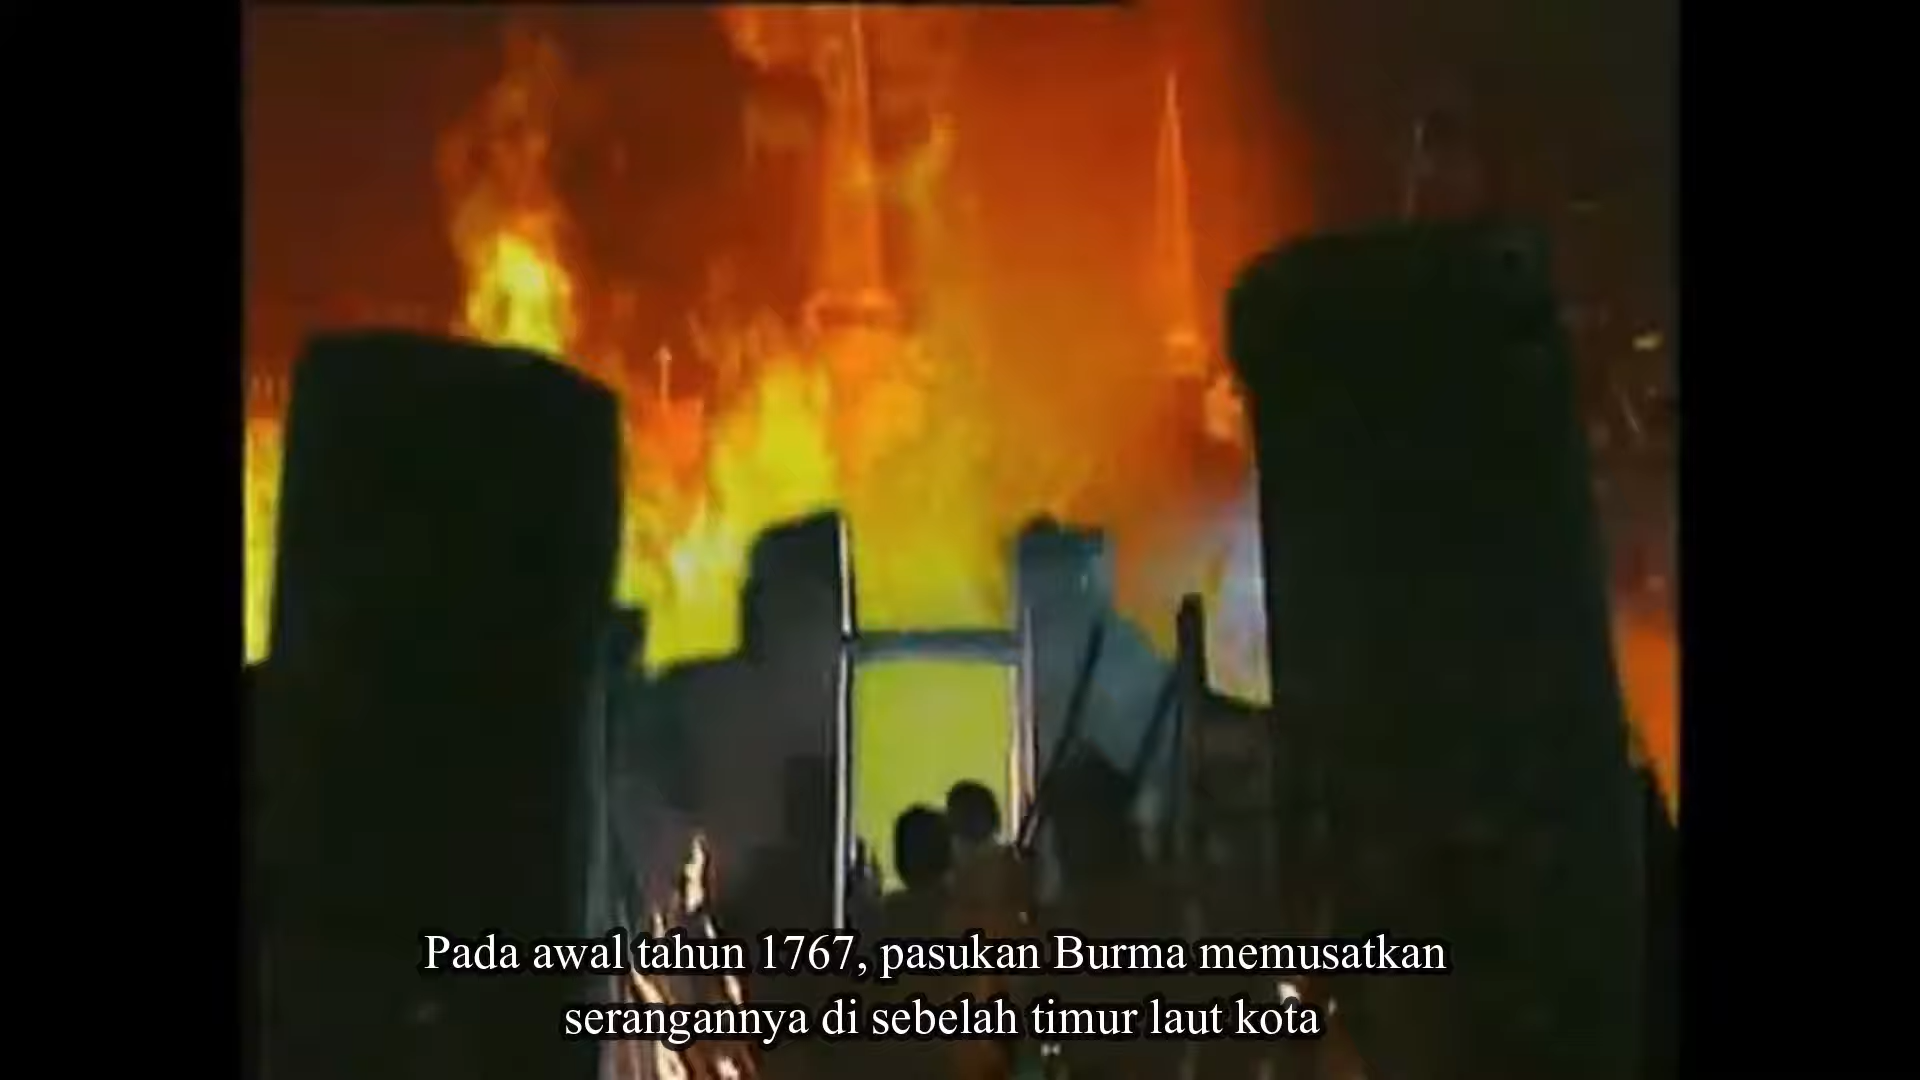 Pada awal tahun 1767, pasukan Burma memusatkan
serangannya di sebelah timur laut kota